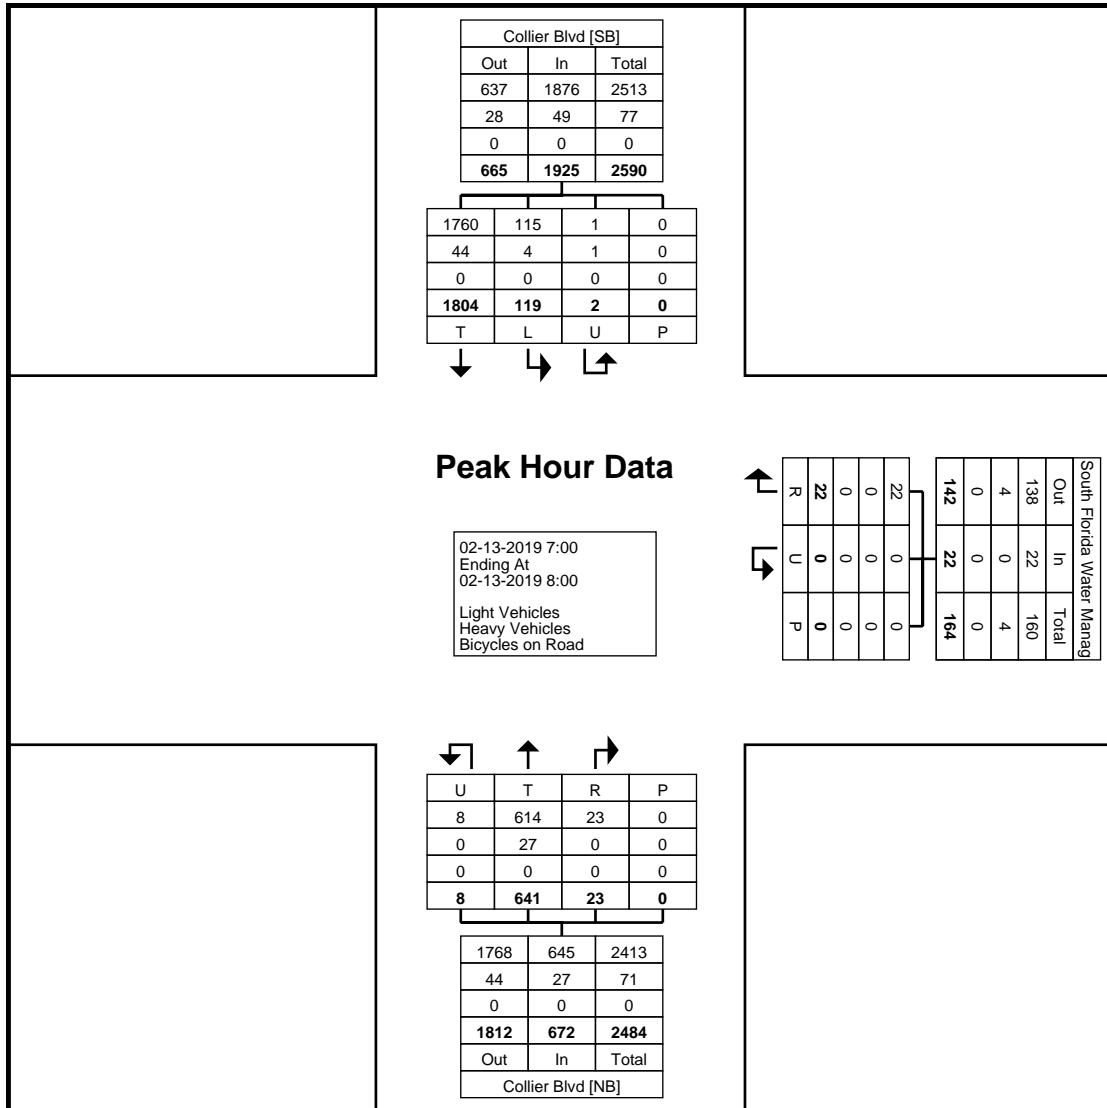 Collier Blvd [SB]
Out In Total
637 1876 2513
28 49 77
0 0 0
665 1925 2590
1760 115 1 0
44 4 1 0
0 0 0 0
1804 119 2 0
T L U P
Peak Hour Data
02-13-2019 7:00
Ending At
02-13-2019 8:00
Light Vehicles
Heavy Vehicles
Bicycles on Road
South Florida Water Manag
Out In Total
138 22 160
4 0 4
0 0 0
142 22 164
22 0 0
0 0 0
0 0 0
22 0 0
R U P
U T R P
8 614 23 0
0 27 0 0
0 0 0 0
8 641 23 0
1768 645 2413
44 27 71
0 0 0
1812 672 2484
Out In Total
Collier Blvd [NB]